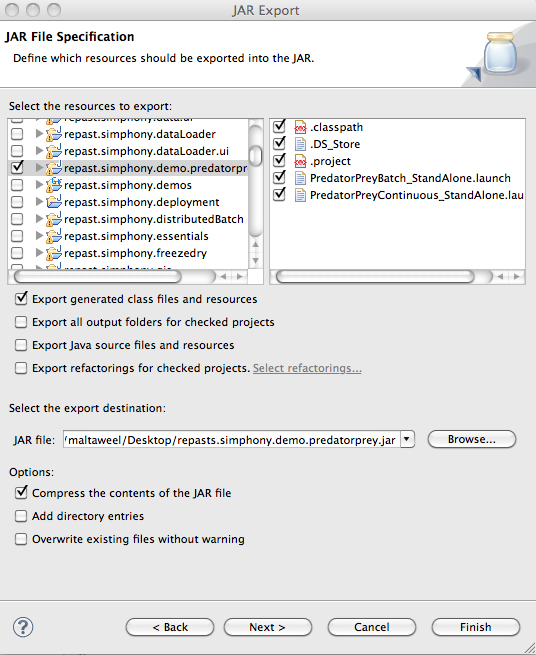 JAR Export
JAR File Specification
Define which resources should be exported into the JAR.
Select the resources to export:
repast.simphony.dataLoader
repast.simphony.dataLoader.ui
repast.simphony.demo.predatorpr
repast.simphony.demos
repast.simphony.deployment
repast.simphony.distributedBatch
repast.simphony.essentials
repast.simphony.freezedry
.classpath
.DS_Store
.project
PredatorPreyBatch_StandAlone.launch
PredatorPreyContinuous_StandAlone.lau
Export generated class files and resources
Export all output folders for checked projects
Export Java source files and resources
Export refactorings for checked projects. Select refactorings...
Select the export destination:
JAR file: /maltaweel/Desktop/repasts.simphony.demo.predatorprey.jar Browse...
Options:
Compress the contents of the JAR file
Add directory entries
Overwrite existing files without warning
? < Back Next > Cancel Finish